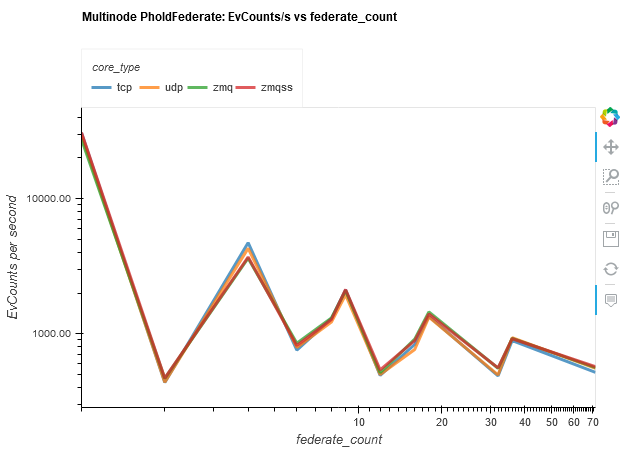 Multinode PholdFederate: EvCounts/s vs federate_count
core_type
tcp udp zmq zmqss
10000.00
1000.00
EvCounts per second
10 20 30 40 50 60 70
federate_count